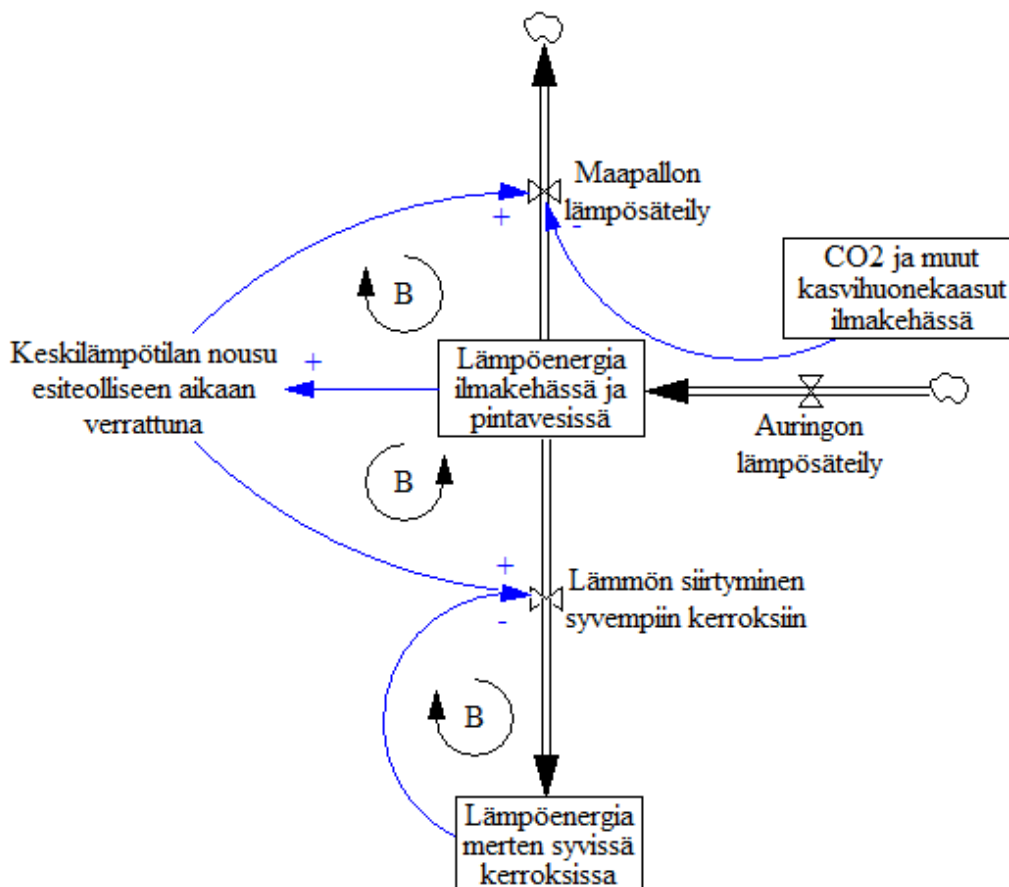 Maapallon
lämpösäteily
+
-
CO2 ja muut
kasvihuonekaasut
ilmakehässä
B
Keskilämpötilan nousu
esiteolliseen aikaan
verrattuna
+
Lämpöenergia
ilmakehässä ja
pintavesissä
Auringon
lämpösäteily
B
+
-
Lämmön siirtyminen
syvempiin kerroksiin
B
Lämpöenergia
merten syvissä
kerroksissa